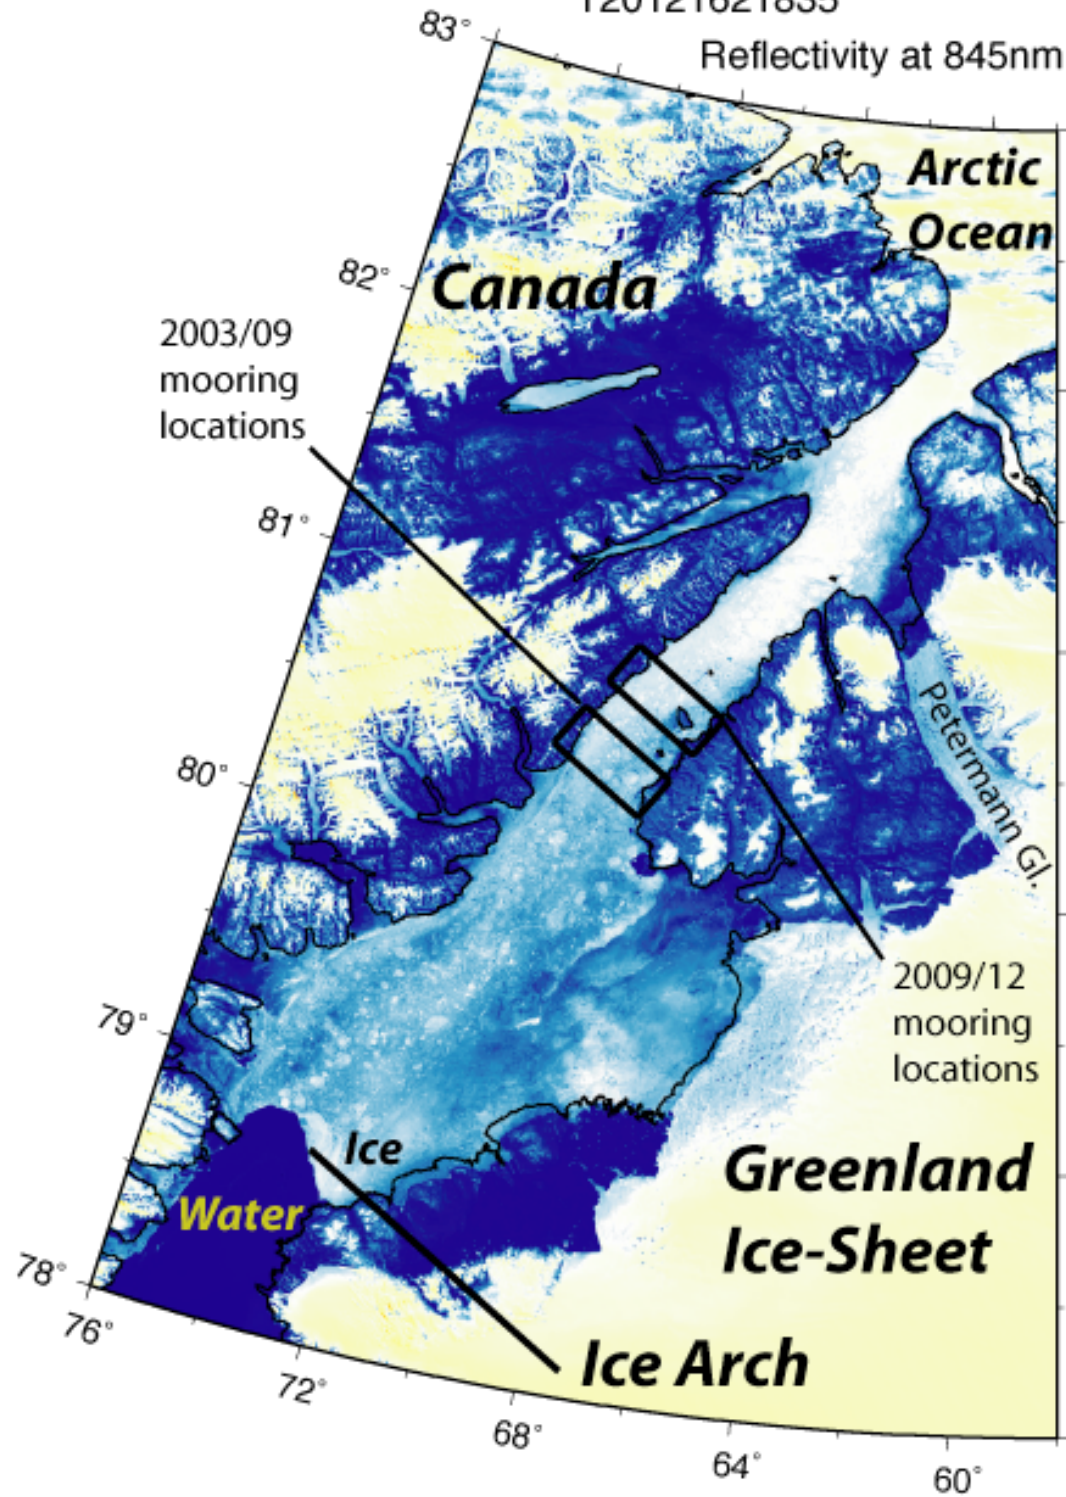 T20121621835
Reflectivity at 845nm
83°
Arctic
Ocean
82°
Canada
2003/09
mooring
locations
81°
80°
Petermann Gl.
2009/12
mooring
locations
79°
Ice
Water
Greenland
Ice-Sheet
78°
76°
Ice Arch
72°
68°
64°
60°